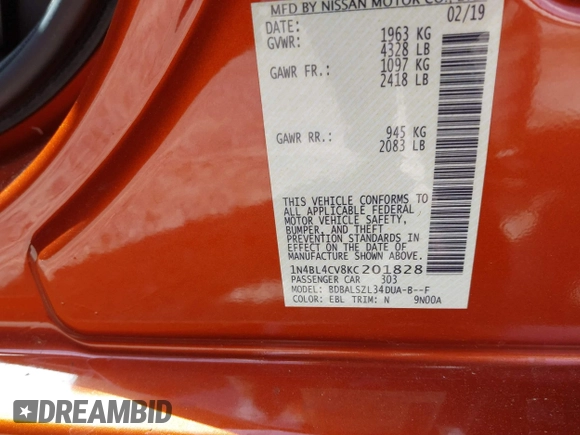 MFD BY NISSAN MOTOR CO.,
DATE: 02/19
GVWR: 1963 KG
4328 LB
GAWR FR.: 1097 KG
2418 LB
GAWR RR.: 945 KG
2083 LB
THIS VEHICLE CONFORMS TO
ALL APPLICABLE FEDERAL
MOTOR VEHICLE SAFETY,
BUMPER, AND THEFT
PREVENTION STANDARDS IN
EFFECT ON THE DATE OF
MANUFACTURE SHOWN ABOVE.
1N4BL4CV8KC201828
PASSENGER CAR 303
MODEL: BDBALSZL34DUA-B--F
COLOR: EBL TRIM: N 9N00A
DREAMBID